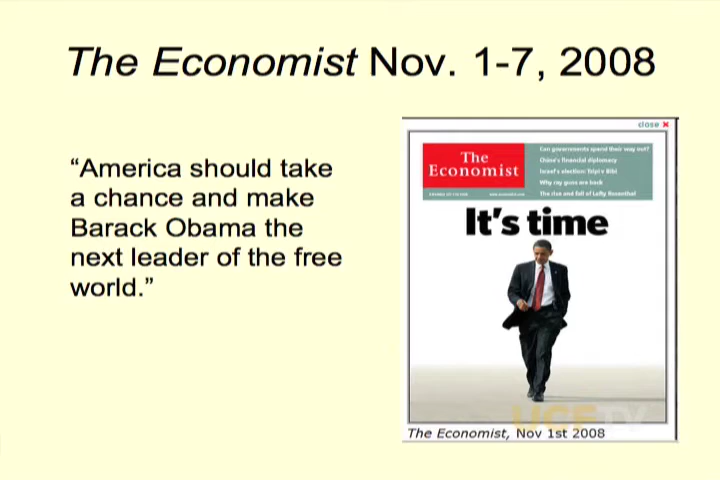 The Economist Nov. 1-7, 2008
“America should take
a chance and make
Barack Obama the
next leader of the free
world.”
close ✖
The
Economist
Can governments spend their way out?
China's financial diplomacy
Israel's election: Tzipi v Bibi
Why ray guns are back
The rise and fall of Lefty Rosenthal
It's time
UCTV
The Economist, Nov 1st 2008